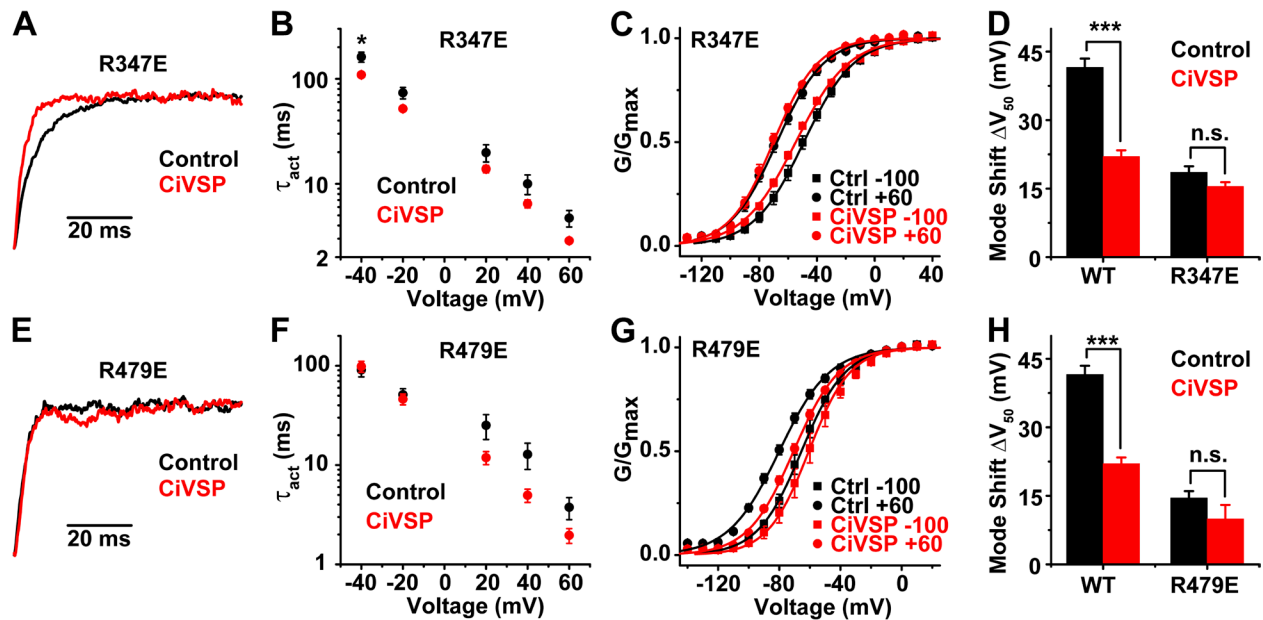 A
R347E
Control
CiVSP
20 ms
B
R347E
*
τact (ms)
100
10
2
Control
CiVSP
-40 -20 0 20 40 60
Voltage (mV)
C
R347E
G/Gmax
1.0
0.5
0.0
Ctrl -100
Ctrl +60
CiVSP -100
CiVSP +60
-120 -80 -40 0 40
Voltage (mV)
D
Mode Shift ΔV50 (mV)
45
30
15
0
***
Control
CiVSP
n.s.
WT R347E
E
R479E
Control
CiVSP
20 ms
F
R479E
τact (ms)
100
10
1
Control
CiVSP
-40 -20 0 20 40 60
Voltage (mV)
G
R479E
G/Gmax
1.0
0.5
0.0
Ctrl -100
Ctrl +60
CiVSP -100
CiVSP +60
-120 -80 -40 0
Voltage (mV)
H
Mode Shift ΔV50 (mV)
45
30
15
0
***
Control
CiVSP
n.s.
WT R479E